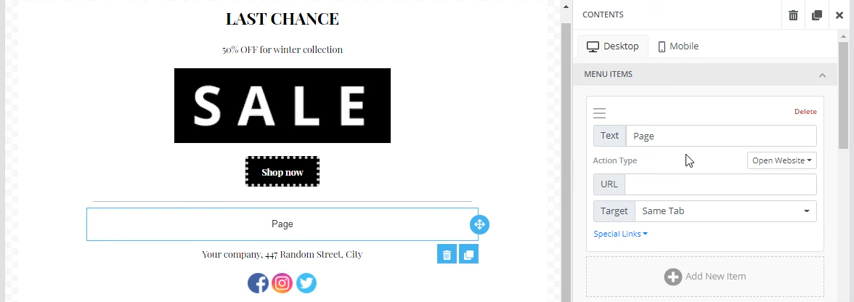 LAST CHANCE
50% OFF for winter collection
SALE
Shop now
Page
Your company, 447 Random Street, City
CONTENTS
Desktop
Mobile
MENU ITEMS
Delete
Text Page
Action Type Open Website
URL
Target Same Tab
Special Links
Add New Item